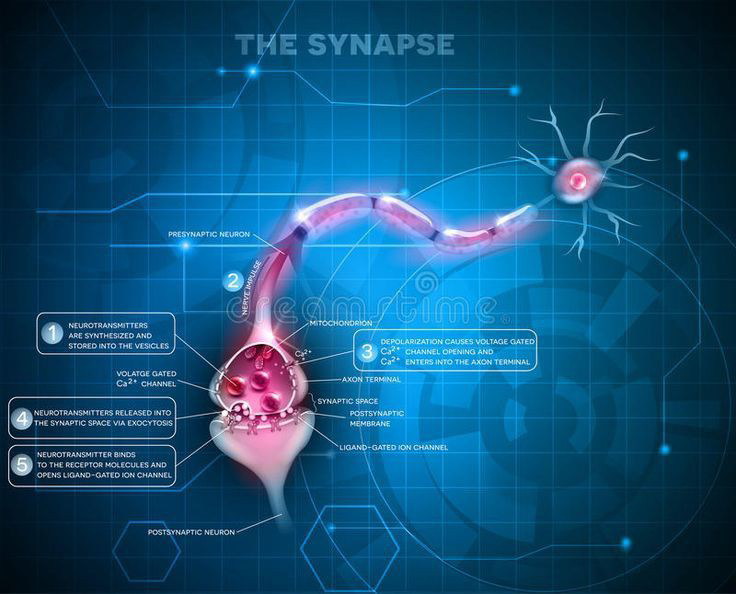 THE SYNAPSE
PRESYNAPTIC NEURON
2
NERVE IMPULSE
dreamstime
MITOCHONDRION
1
NEUROTRANSMITTERS
ARE SYNTHESIZED AND
STORED INTO THE VESICLES
Ca²⁺
3
DEPOLARIZATION CAUSES VOLTAGE GATED
Ca²⁺ CHANNEL OPENING AND
Ca²⁺ ENTERS INTO THE AXON TERMINAL
VOLATGE GATED
Ca²⁺ CHANNEL
AXON TERMINAL
SYNAPTIC SPACE
4
NEUROTRANSMITTERS RELEASED INTO
THE SYNAPTIC SPACE VIA EXOCYTOSIS
POSTSYNAPTIC
MEMBRANE
LIGAND-GATED ION CHANNEL
5
NEUROTRANSMITTER BINDS
TO THE RECEPTOR MOLECULES AND
OPENS LIGAND-GATED ION CHANNEL
POSTSYNAPTIC NEURON